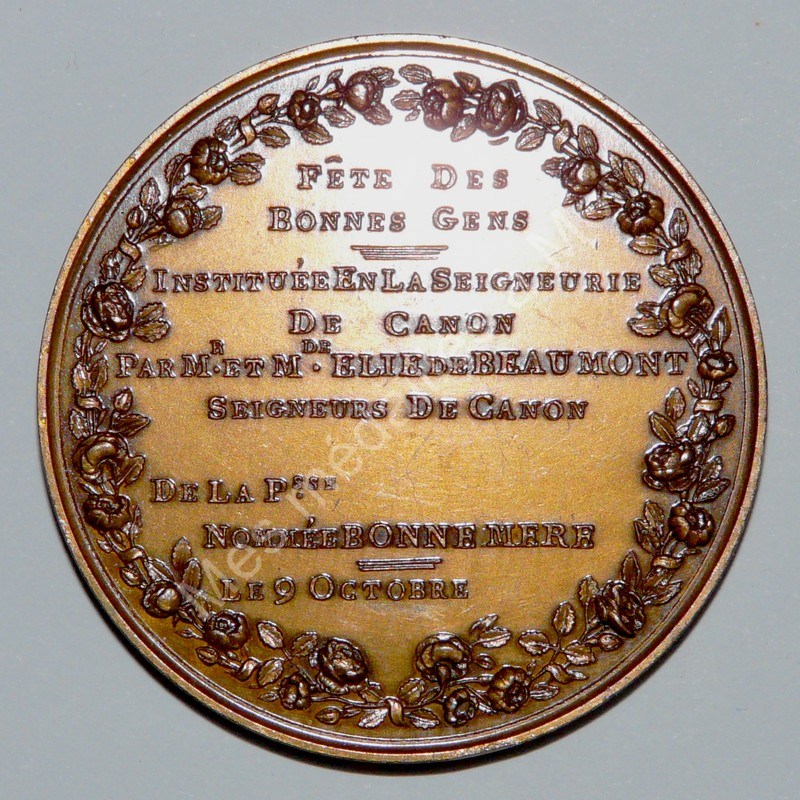 FÊTE DES
BONNES GENS
INSTITUÉE EN LA SEIGNEURIE
DE CANON
PAR MR. ET MDE. ELIE DE BEAUMONT
SEIGNEURS DE CANON
DE LA PSSE
NOMMÉE BONNE MERE
LE 9 OCTOBRE